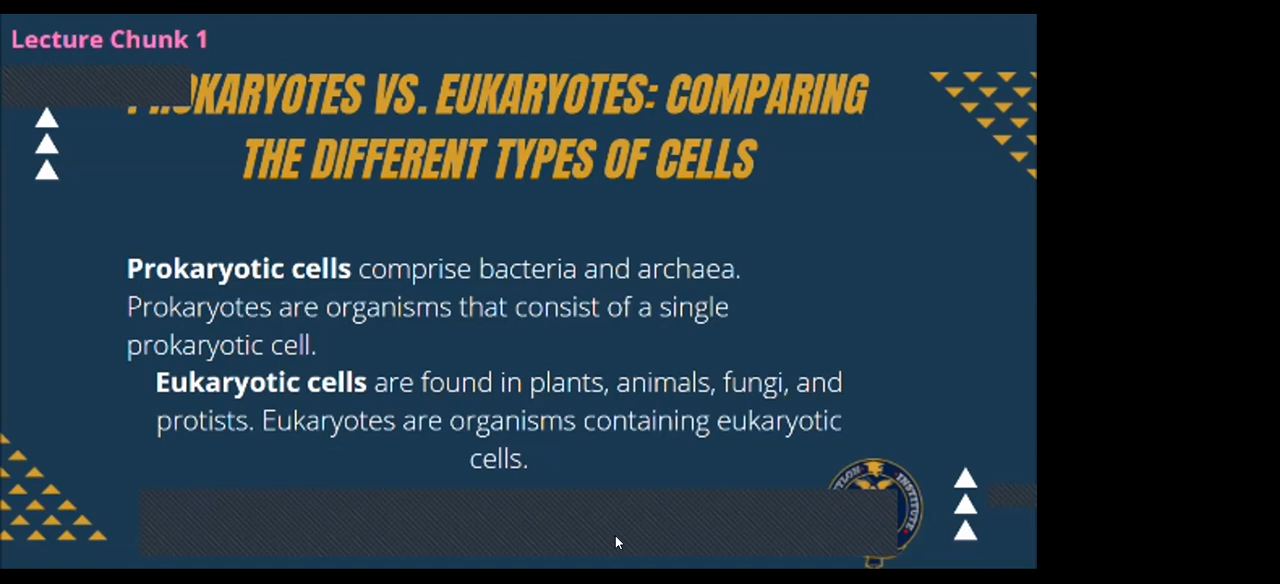 Lecture Chunk 1
PROKARYOTES VS. EUKARYOTES: COMPARING
THE DIFFERENT TYPES OF CELLS
Prokaryotic cells comprise bacteria and archaea.
Prokaryotes are organisms that consist of a single
prokaryotic cell.
Eukaryotic cells are found in plants, animals, fungi, and
protists. Eukaryotes are organisms containing eukaryotic
cells.
INSTITUTE